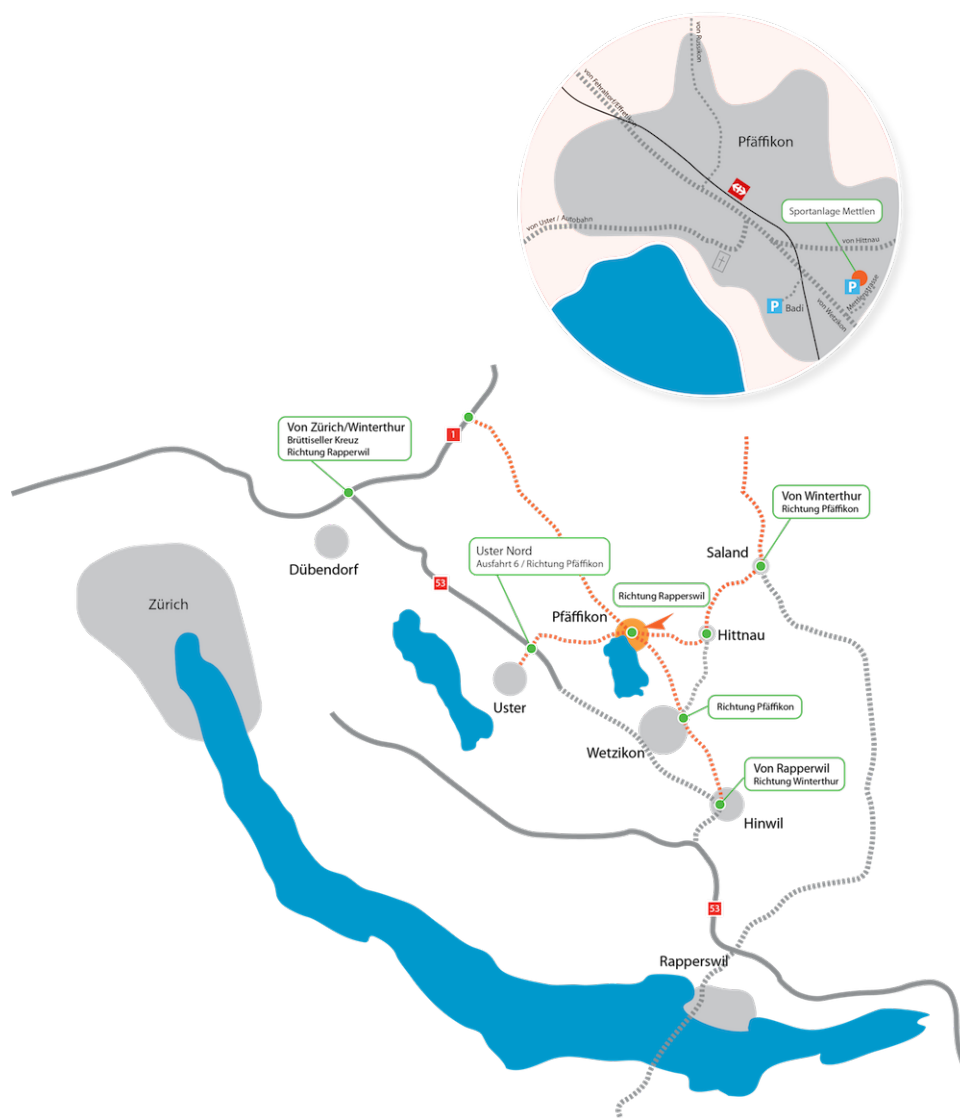 von Russikon
von Fehraltorf/Effretikon
Pfäffikon
Sportanlage Mettlen
von Uster / Autobahn
von Hittnau
P
Mettlenstrasse
P
Badi
von Wetzikon
Von Zürich/Winterthur
Brüttiseller Kreuz
Richtung Rapperwil
1
Von Winterthur
Richtung Pfäffikon
Uster Nord
Ausfahrt 6 / Richtung Pfäffikon
Saland
Dübendorf
53
Zürich
Richtung Rapperswil
Pfäffikon
Hittnau
Uster
Richtung Pfäffikon
Wetzikon
Von Rapperwil
Richtung Winterthur
Hinwil
53
Rapperswil